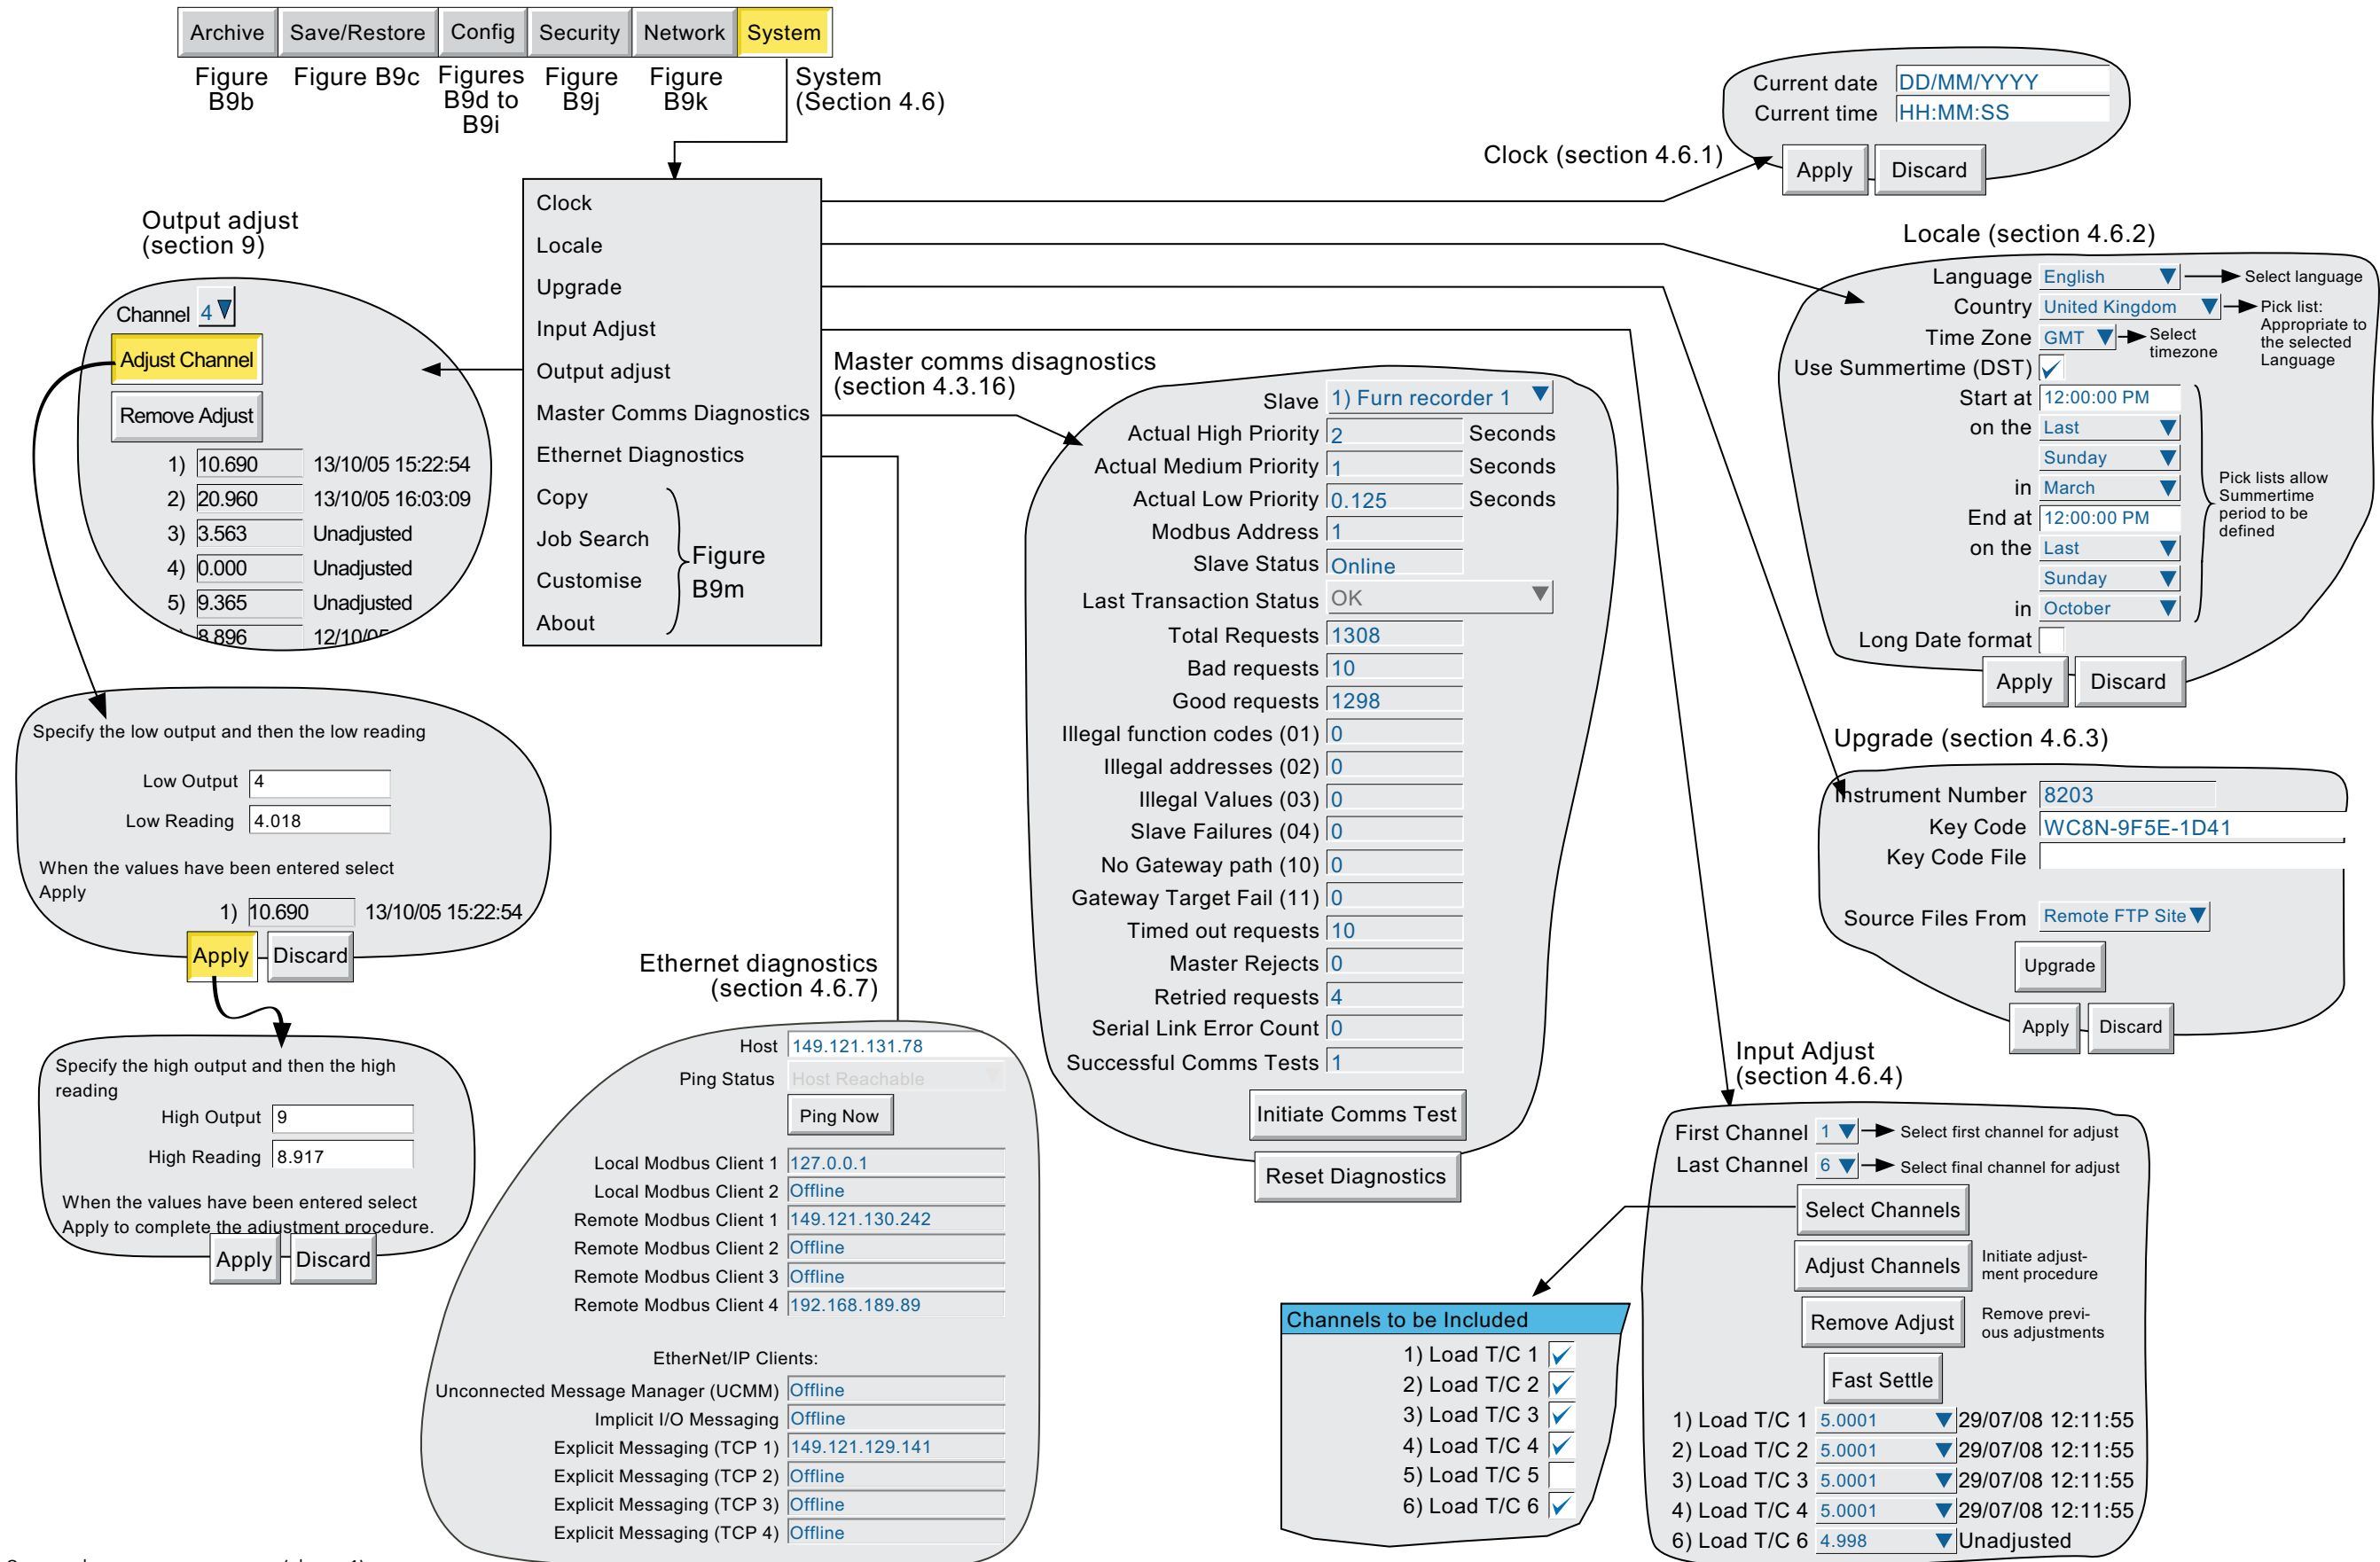 Archive
Save/Restore
Config
Security
Network
System
Figure
B9b
Figure B9c
Figures
B9d to
B9i
Figure
B9j
Figure
B9k
System
(Section 4.6)
Clock
Locale
Upgrade
Input Adjust
Output adjust
Master Comms Diagnostics
Ethernet Diagnostics
Copy
Job Search
Customise
About
Figure
B9m
Clock (section 4.6.1)
Current date DD/MM/YYYY
Current time HH:MM:SS
Apply Discard
Locale (section 4.6.2)
Language English Select language
Country United Kingdom Pick list:
Appropriate to
the selected
Language
Time Zone GMT Select
timezone
Use Summertime (DST)
Start at 12:00:00 PM
on the Last
Sunday
in March
End at 12:00:00 PM
on the Last
Sunday
in October
Pick lists allow
Summertime
period to be
defined
Long Date format
Apply Discard
Upgrade (section 4.6.3)
Instrument Number 8203
Key Code WC8N-9F5E-1D41
Key Code File
Source Files From Remote FTP Site
Upgrade
Apply Discard
Input Adjust
(section 4.6.4)
First Channel 1 Select first channel for adjust
Last Channel 6 Select final channel for adjust
Select Channels
Adjust Channels Initiate adjust-
ment procedure
Remove Adjust Remove previ-
ous adjustments
Fast Settle
1) Load T/C 1 5.0001 29/07/08 12:11:55
2) Load T/C 2 5.0001 29/07/08 12:11:55
3) Load T/C 3 5.0001 29/07/08 12:11:55
4) Load T/C 4 5.0001 29/07/08 12:11:55
6) Load T/C 6 4.998 Unadjusted
Channels to be Included
1) Load T/C 1
2) Load T/C 2
3) Load T/C 3
4) Load T/C 4
5) Load T/C 5
6) Load T/C 6
Output adjust
(section 9)
Channel 4
Adjust Channel
Remove Adjust
1) 10.690 13/10/05 15:22:54
2) 20.960 13/10/05 16:03:09
3) 3.563 Unadjusted
4) 0.000 Unadjusted
5) 9.365 Unadjusted
8.896 12/10/05
Specify the low output and then the low reading
Low Output 4
Low Reading 4.018
When the values have been entered select
Apply
1) 10.690 13/10/05 15:22:54
Apply Discard
Specify the high output and then the high
reading
High Output 9
High Reading 8.917
When the values have been entered select
Apply to complete the adjustment procedure.
Apply Discard
Master comms disagnostics
(section 4.3.16)
Slave 1) Furn recorder 1
Actual High Priority 2 Seconds
Actual Medium Priority 1 Seconds
Actual Low Priority 0.125 Seconds
Modbus Address 1
Slave Status Online
Last Transaction Status OK
Total Requests 1308
Bad requests 10
Good requests 1298
Illegal function codes (01) 0
Illegal addresses (02) 0
Illegal Values (03) 0
Slave Failures (04) 0
No Gateway path (10) 0
Gateway Target Fail (11) 0
Timed out requests 10
Master Rejects 0
Retried requests 4
Serial Link Error Count 0
Successful Comms Tests 1
Initiate Comms Test
Reset Diagnostics
Ethernet diagnostics
(section 4.6.7)
Host 149.121.131.78
Ping Status Host Reachable
Ping Now
Local Modbus Client 1 127.0.0.1
Local Modbus Client 2 Offline
Remote Modbus Client 1 149.121.130.242
Remote Modbus Client 2 Offline
Remote Modbus Client 3 Offline
Remote Modbus Client 4 192.168.189.89
EtherNet/IP Clients:
Unconnected Message Manager (UCMM) Offline
Implicit I/O Messaging Offline
Explicit Messaging (TCP 1) 149.121.129.141
Explicit Messaging (TCP 2) Offline
Explicit Messaging (TCP 3) Offline
Explicit Messaging (TCP 4) Offline